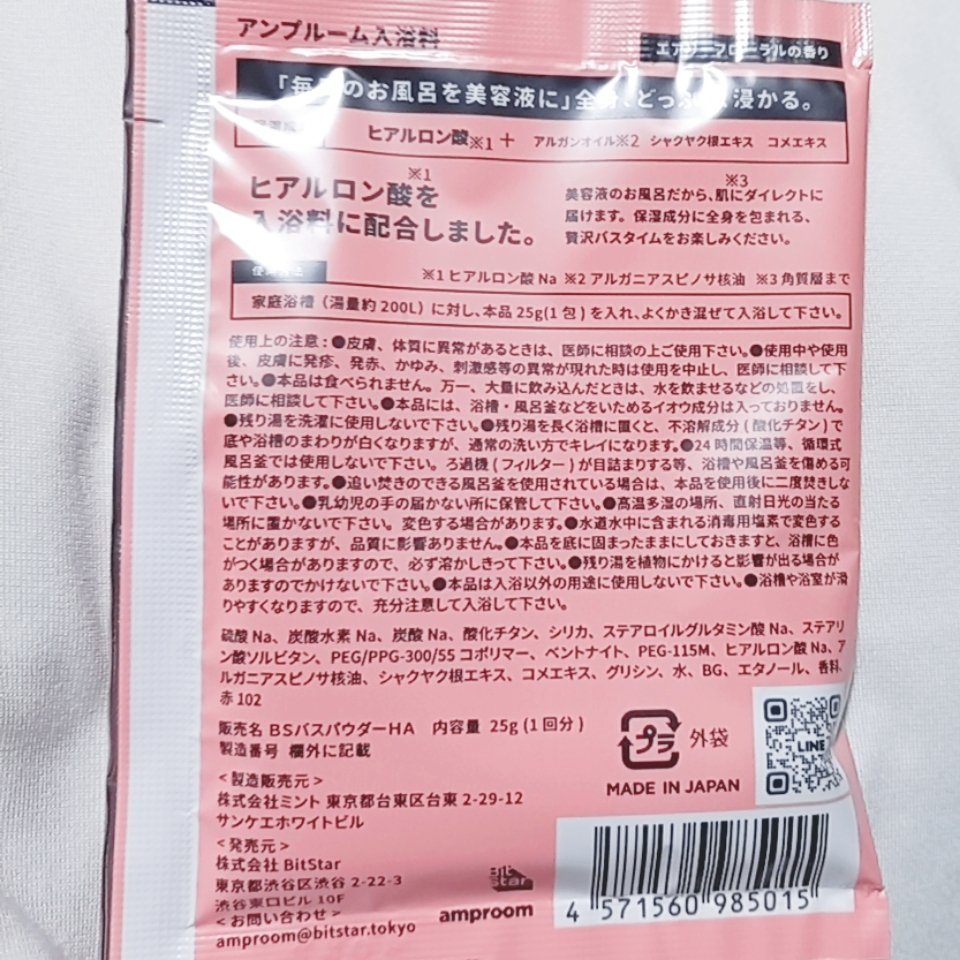 アンプルーム入浴料
エアリーフローラルの香り
「毎日のお風呂を美容液に」全身、どっぷり浸かる。
ヒアルロン酸※1 + アルガンオイル※2 シャクヤク根エキス コメエキス
ヒアルロン酸※1を
入浴料に配合しました。
美容液のお風呂だから、肌※3にダイレクトに
届けます。保湿成分に全身を包まれる、
贅沢バスタイムをお楽しみください。
使用方法
※1 ヒアルロン酸 Na ※2 アルガニアスピノサ核油 ※3 角質層まで
家庭浴槽（湯量約 200L）に対し、本品 25g(1 包) を入れ、よくかき混ぜて入浴して下さい。
使用上の注意：●皮膚、体質に異常があるときは、医師に相談の上ご使用下さい。●使用中や使用
後、皮膚に発疹、発赤、かゆみ、刺激感等の異常が現れた時は使用を中止し、医師に相談して下
さい。●本品は食べられません。万一、大量に飲み込んだときは、水を飲ませるなどの処置をし、
医師に相談して下さい。●本品には、浴槽・風呂釜などをいためるイオウ成分は入っておりません。
●残り湯を洗濯に使用しないで下さい。●残り湯を長く浴槽に置くと、不溶解成分 ( 酸化チタン ) で
底や浴槽のまわりが白くなりますが、通常の洗い方でキレイになります。●24 時間保温等、循環式
風呂釜では使用しないで下さい。ろ過機 ( フィルター ) が目詰まりする等、浴槽や風呂釜を傷める可
能性があります。●追い焚きのできる風呂釜を使用されている場合は、本品を使用後に二度焚きしな
いで下さい。●乳幼児の手の届かない所に保管して下さい。●高温多湿の場所、直射日光の当たる
場所に置かないで下さい。変色する場合があります。●水道水中に含まれる消毒用塩素で変色する
ことがありますが、品質に影響ありません。●本品を底に固まったままにしておきますと、浴槽に色
がつく場合がありますので、必ず溶かしきって下さい。●残り湯を植物にかけると影響が出る場合が
ありますのでかけないで下さい。●本品は入浴以外の用途に使用しないで下さい。●浴槽や浴室が滑
りやすくなりますので、充分注意して入浴して下さい。
硫酸 Na、炭酸水素 Na、炭酸 Na、酸化チタン、シリカ、ステアロイルグルタミン酸 Na、ステアリ
ン酸ソルビタン、PEG/PPG-300/55 コポリマー、ベントナイト、PEG-115M、ヒアルロン酸 Na、ア
ルガニアスピノサ核油、シャクヤク根エキス、コメエキス、グリシン、水、BG、エタノール、香料、
赤 102
販売名 BSバスパウダーHA 内容量 25g (1 回分)
製造番号 欄外に記載
プラ 外袋
LINE
MADE IN JAPAN
＜製造販売元＞
株式会社ミント 東京都台東区台東 2-29-12
サンケエホワイトビル
＜発売元＞
株式会社 BitStar
東京都渋谷区渋谷 2-22-3
渋谷東口ビル 10F
＜お問い合わせ＞
amproom@bitstar.tokyo
Bit
Star
amproom
4 571560 985015